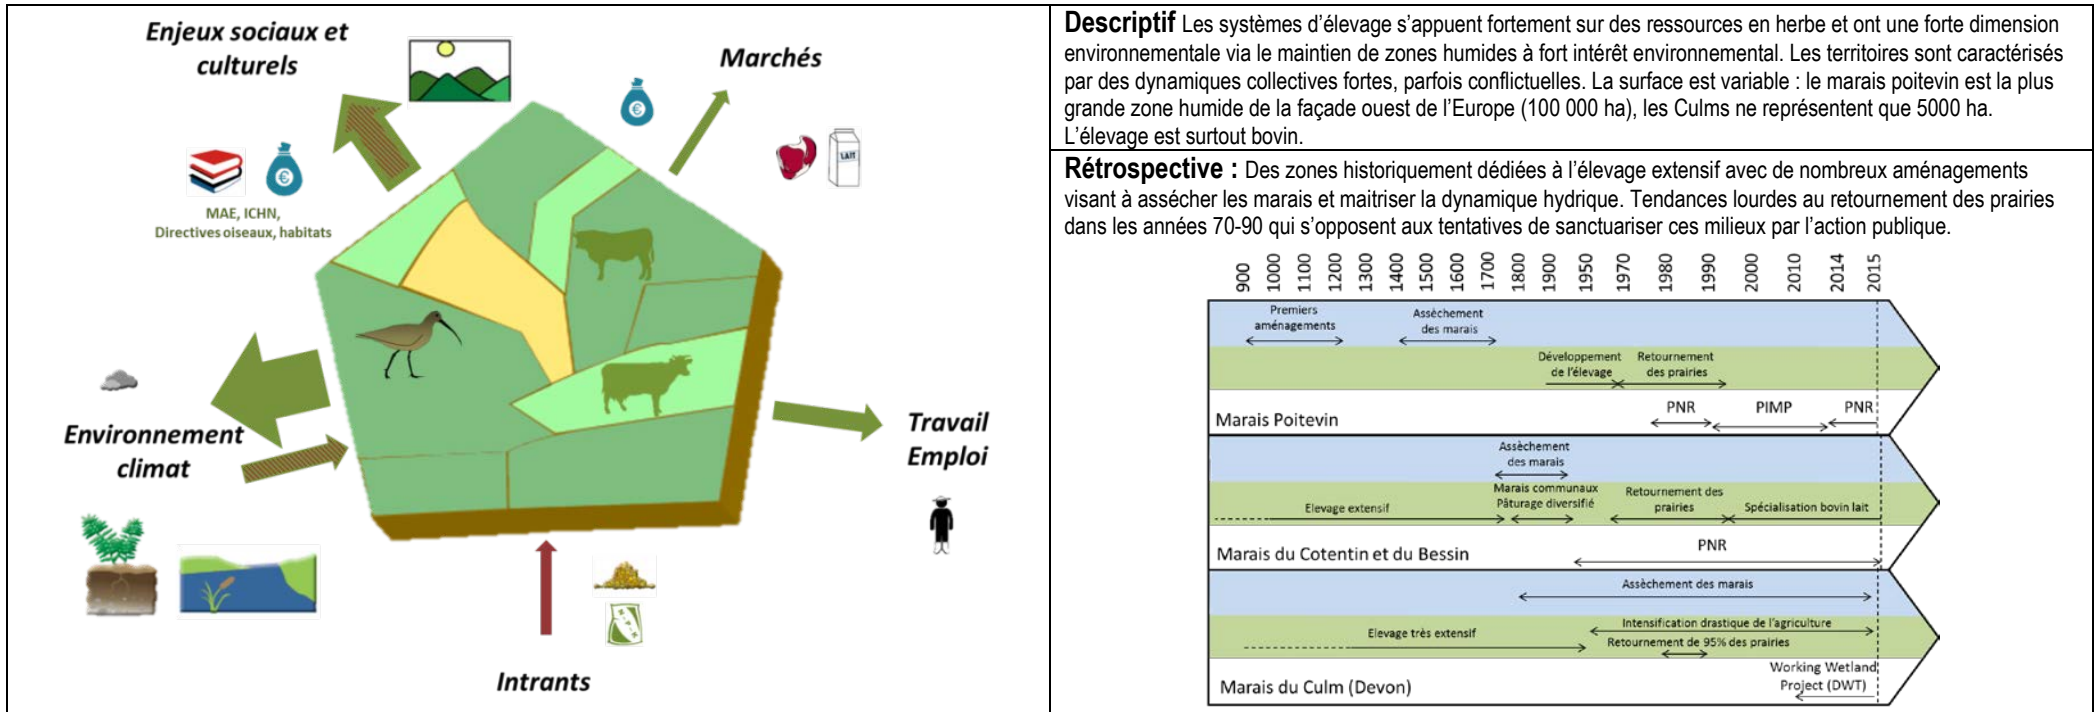 Enjeux sociaux et
culturels
Marchés
€
LAIT
€
MAE, ICHN,
Directives oiseaux, habitats
Environnement
climat
Travail
Emploi
Intrants
Descriptif Les systèmes d’élevage s’appuent fortement sur des ressources en herbe et ont une forte dimension
environnementale via le maintien de zones humides à fort intérêt environnemental. Les territoires sont caractérisés
par des dynamiques collectives fortes, parfois conflictuelles. La surface est variable : le marais poitevin est la plus
grande zone humide de la façade ouest de l’Europe (100 000 ha), les Culms ne représentent que 5000 ha.
L’élevage est surtout bovin.
Rétrospective : Des zones historiquement dédiées à l’élevage extensif avec de nombreux aménagements
visant à assécher les marais et maitriser la dynamique hydrique. Tendances lourdes au retournement des prairies
dans les années 70-90 qui s’opposent aux tentatives de sanctuariser ces milieux par l’action publique.
900 1000 1100 1200 1300 1400 1500 1600 1700 1800 1900 1950 1970 1980 1990 2000 2010 2014 2015
Premiers
aménagements
Assèchement
des marais
Développement
de l’élevage
Retournement
des prairies
PNR PIMP PNR
Marais Poitevin
Assèchement
des marais
Elevage extensif
Marais communaux
Pâturage diversifié
Retournement des
prairies
Spécialisation bovin lait
PNR
Marais du Cotentin et du Bessin
Assèchement des marais
Elevage très extensif
Intensification drastique de l’agriculture
Retournement de 95% des prairies
Working Wetland
Project (DWT)
Marais du Culm (Devon)